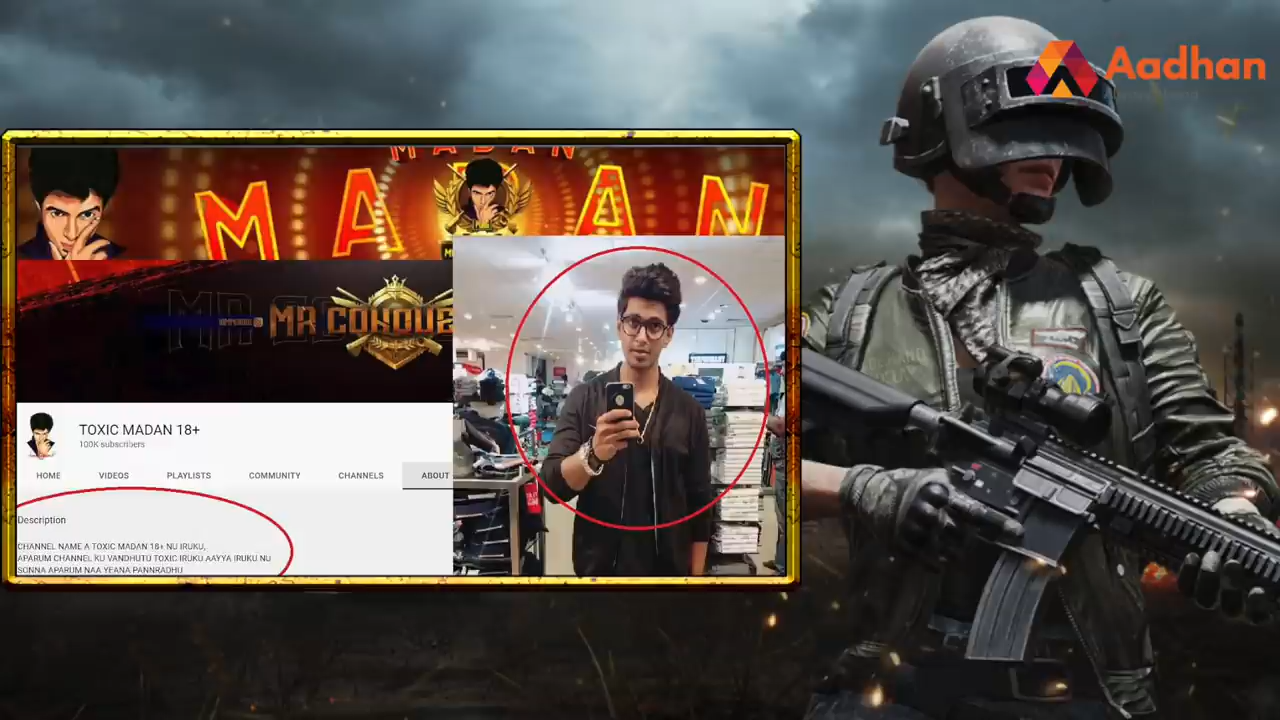 Aadhan
MADAN
MADAN
MR CONQUE
TOXIC MADAN 18+
100K subscribers
HOME VIDEOS PLAYLISTS COMMUNITY CHANNELS ABOUT
Description
CHANNEL NAME A TOXIC MADAN 18+ NU IRUKU,
APARUM CHANNEL KU VANDHUTU TOXIC IRUKU AAYYA IRUKU NU
SONNA APARUM NAA YEANA PANNRADHU